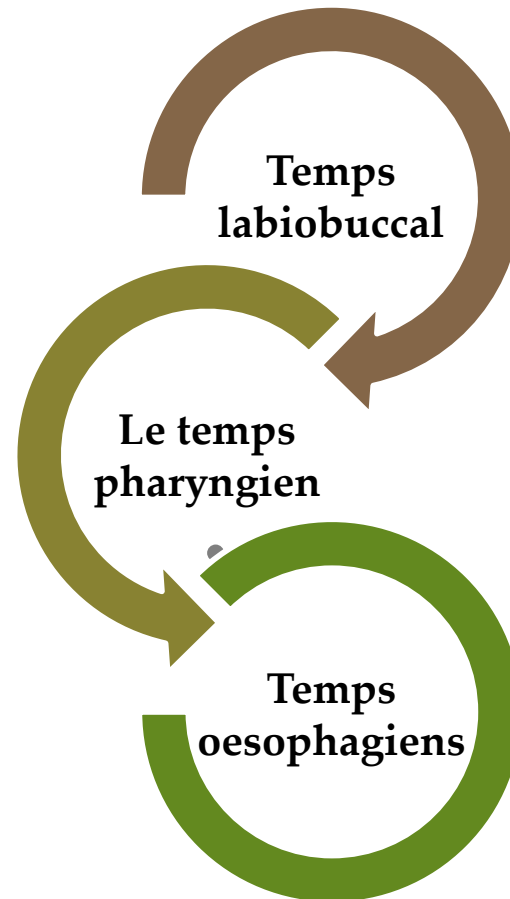 Temps
labiobuccal
Le temps
pharyngien
Temps
oesophagiens